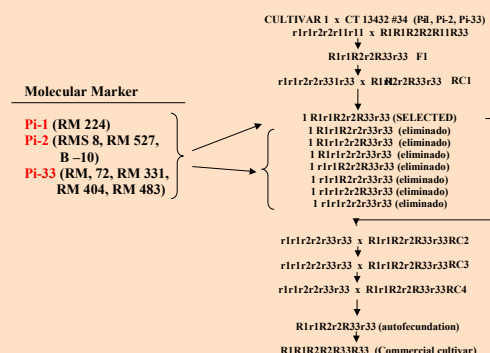 CULTIVAR 1 x CT 13432 #34 (Pi1, Pi-2, Pi-33)
r1r1r2r2r11r11 x R1R1R2R2R11R33
R1r1R2r2R33r33 F1
r1r1r2r2r331r33 x R1r1R2r2R33r33 RC1
Molecular Marker
Pi-1 (RM 224)
Pi-2 (RMS 8, RM 527,
B –10)
Pi-33 (RM, 72, RM 331,
RM 404, RM 483)
1 R1r1R2r2R33r33 (SELECTED)
1 R1r1R2r2r33r33 (eliminado)
1 R1r1r2r2r33r33 (eliminado)
1 R1r1r2r2R33r33 (eliminado)
1 r1r1R2r2R33r33 (eliminado)
1 r1r1R2r2r33r33 (eliminado)
1 r1r1r2r2R33r33 (eliminado)
1 r1r1r2r2r33r33 (eliminado)
r1r1r2r2r33r33 x R1r1R2r2R33r33RC2
r1r1r2r2r33r33 x R1r1R2r2R33r33RC3
r1r1r2r2r33r33 x R1r1R2r2R33r33RC4
R1r1R2r2R33r33 (autofecundation)
R1R1R2R2R33R33 (Commercial cultivar)